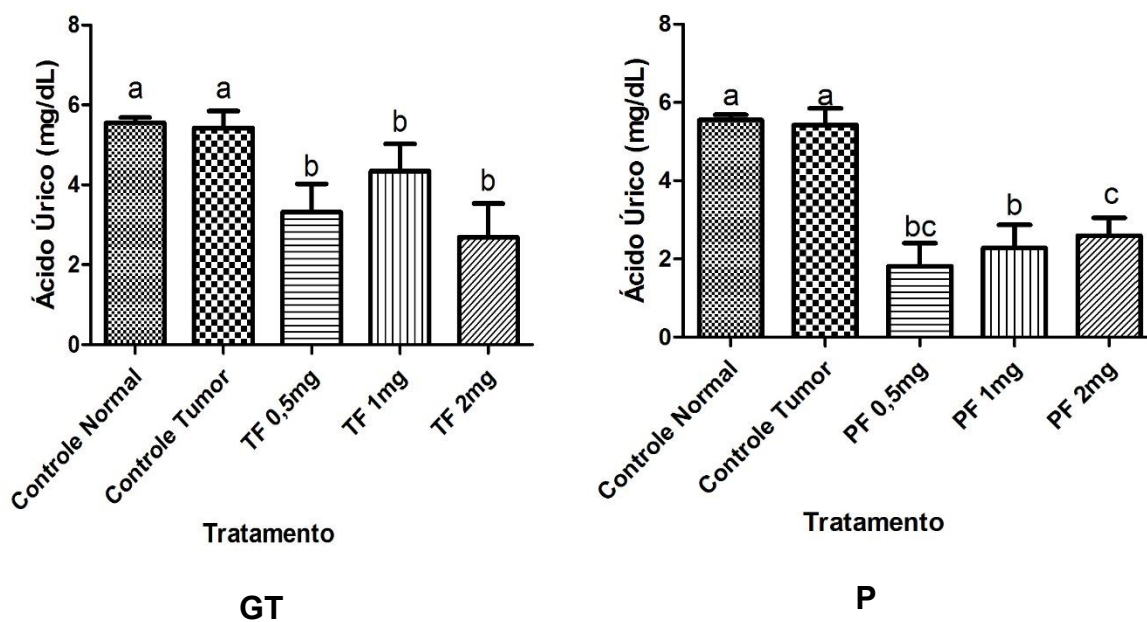 Ácido Úrico (mg/dL)
8
6
4
2
0
a
a
b
b
b
Controle Normal
Controle Tumor
TF 0,5mg
TF 1mg
TF 2mg
Tratamento
GT
Ácido Úrico (mg/dL)
8
6
4
2
0
a
a
bc
b
c
Controle Normal
Controle Tumor
PF 0,5mg
PF 1mg
PF 2mg
Tratamento
P